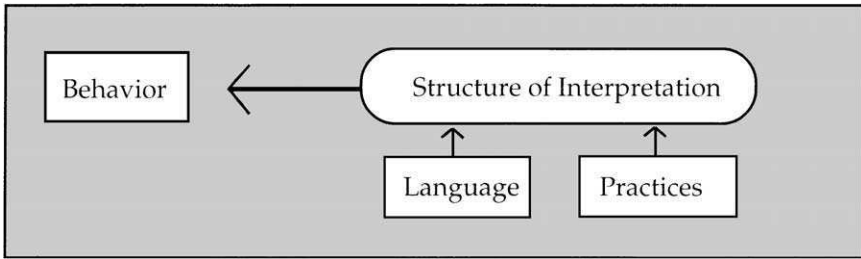 Behavior
Structure of Interpretation
Language
Practices